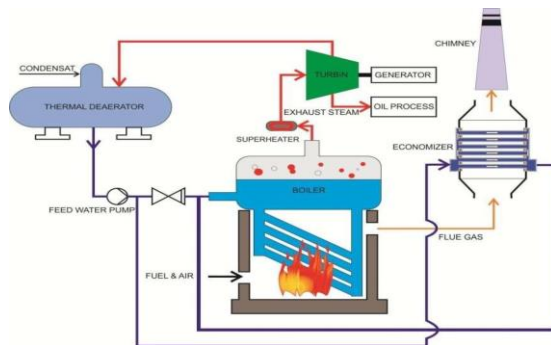 CHIMNEY
CONDENSAT
TURBIN
GENERATOR
THERMAL DEAERATOR
EXHAUST STEAM
OIL PROCESS
SUPERHEATER
ECONOMIZER
BOILER
FEED WATER PUMP
FLUE GAS
FUEL & AIR